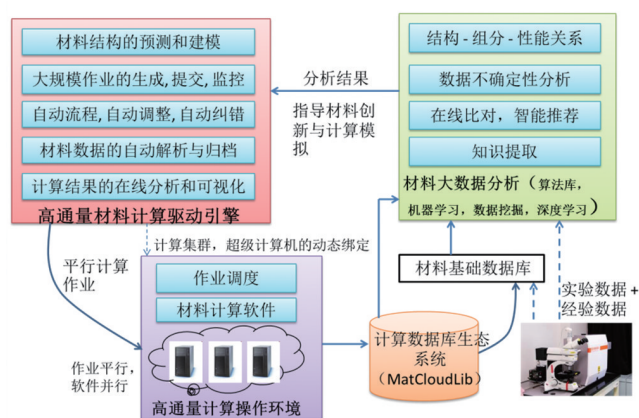 材料结构的预测和建模
大规模作业的生成,提交,监控
自动流程,自动调整,自动纠错
材料数据的自动解析与归档
计算结果的在线分析和可视化
高通量材料计算驱动引擎
分析结果
指导材料创
新与计算模
拟
结构-组分-性能关系
数据不确定性分析
在线比对，智能推荐
知识提取
材料大数据分析（算法库，
机器学习，数据挖掘，深度学习）
计算集群，超级计算机的动态绑定
平行计算
作业
作业调度
材料计算软件
作业平行，
软件并行
高通量计算操作环境
材料基础数据库
计算数据库生态
系统
（MatCloudLib）
实验数据+
经验数据